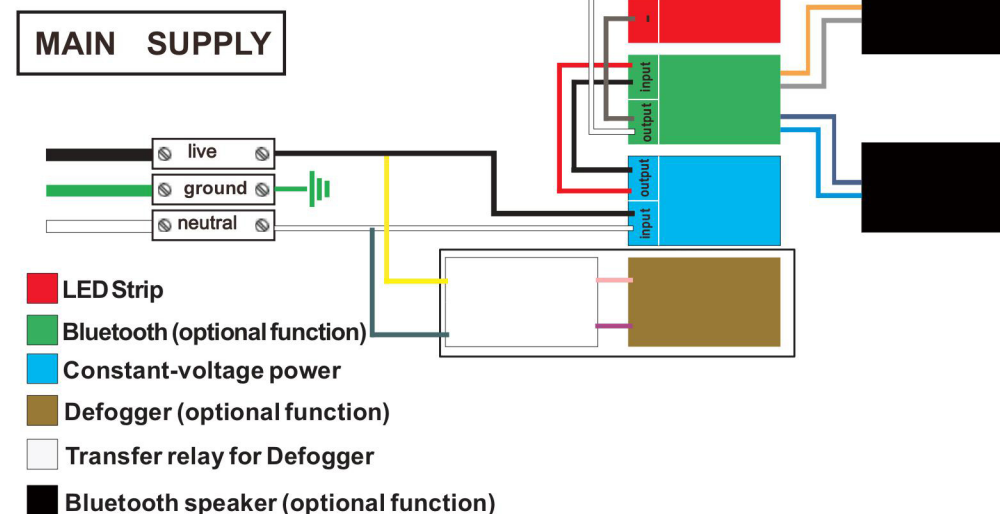 MAIN SUPPLY
-
input
output
output
input
live
ground
neutral
LED Strip
Bluetooth (optional function)
Constant-voltage power
Defogger (optional function)
Transfer relay for Defogger
Bluetooth speaker (optional function)